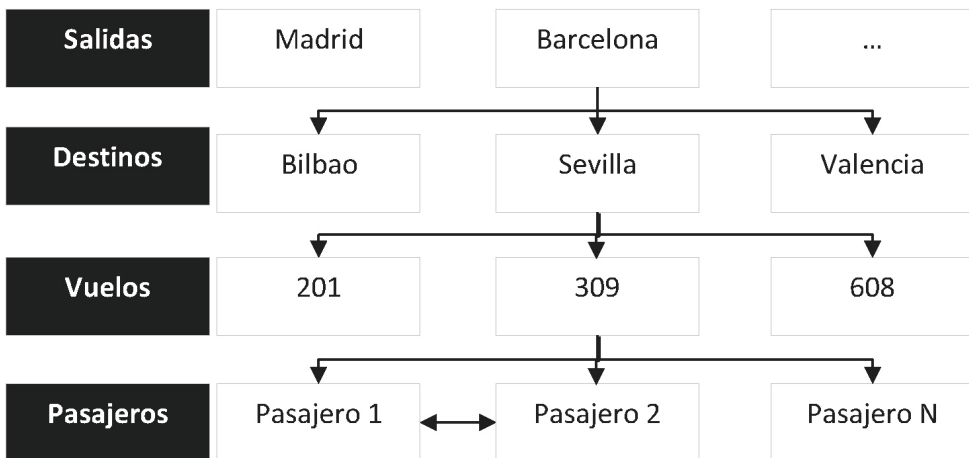 Salidas Madrid Barcelona ...
Destinos Bilbao Sevilla Valencia
Vuelos 201 309 608
Pasajeros Pasajero 1 Pasajero 2 Pasajero N